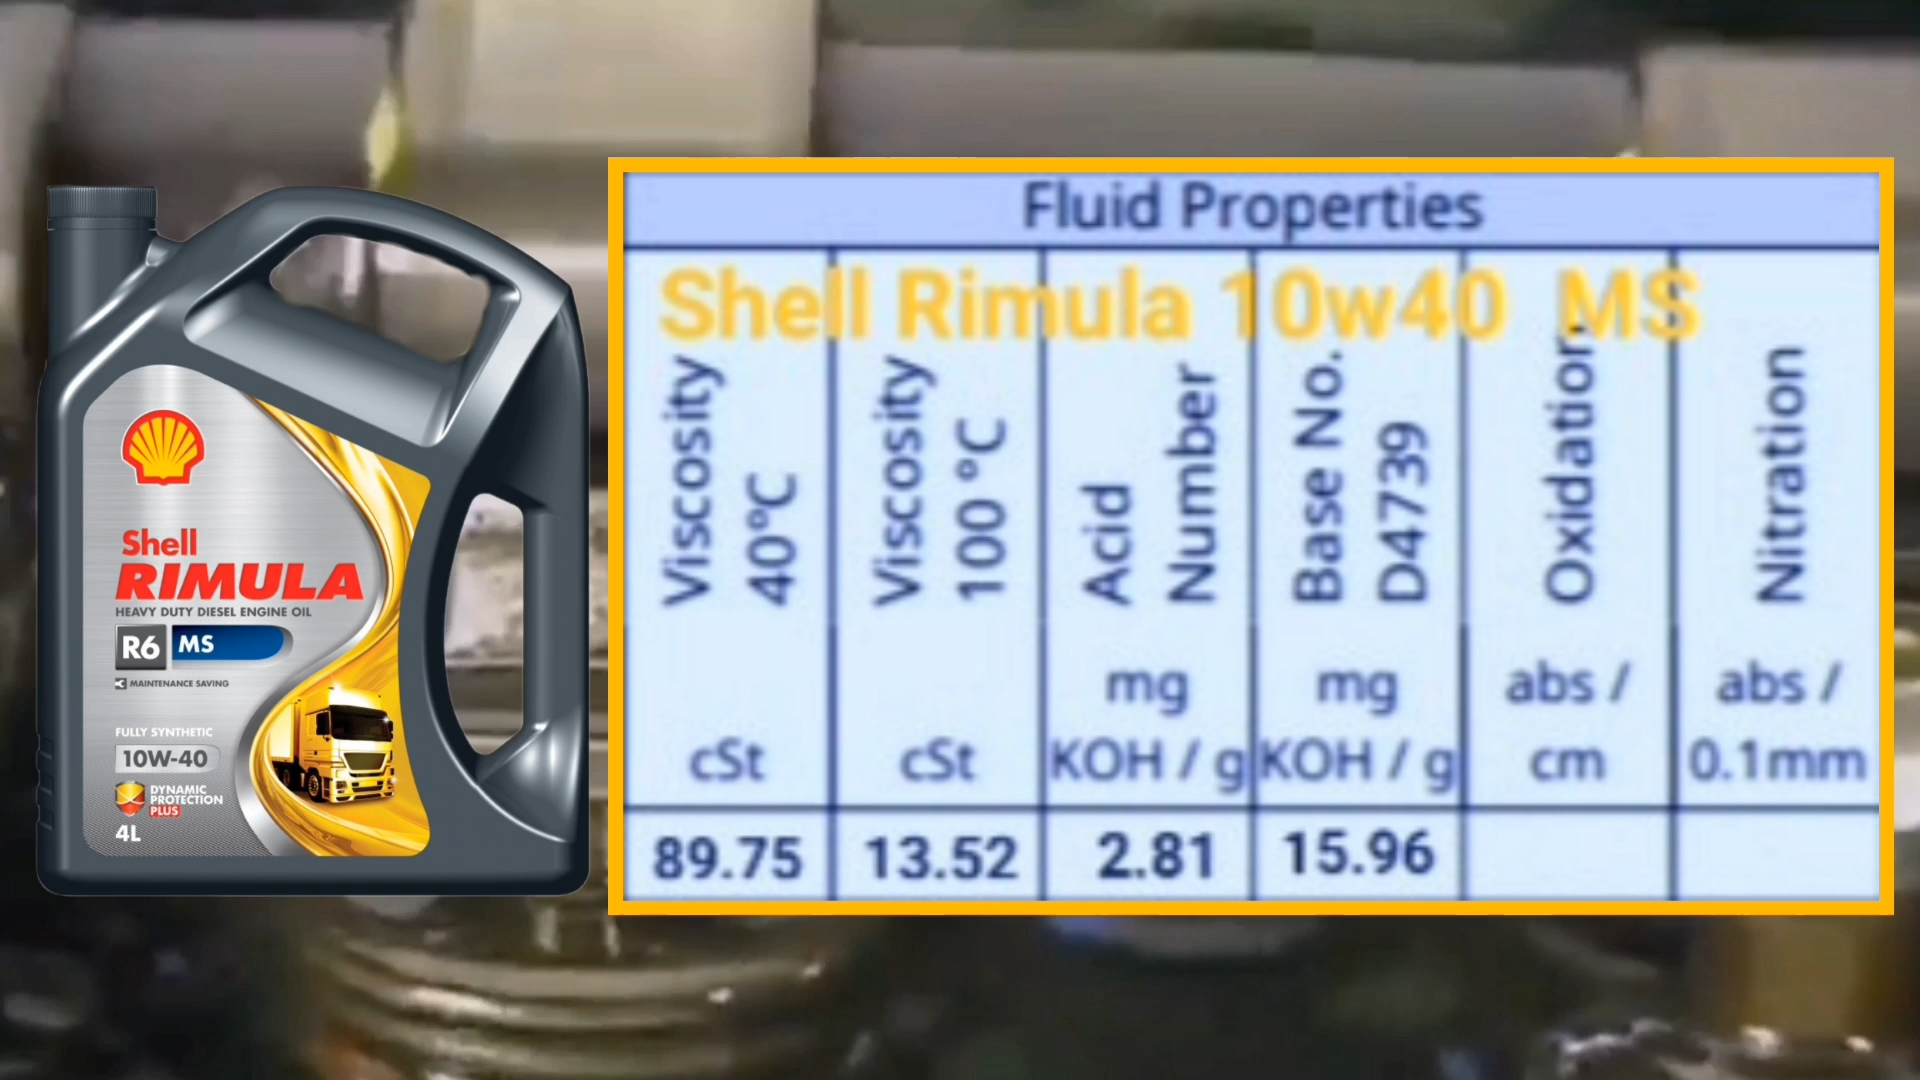 Shell
RIMULA
HEAVY DUTY DIESEL ENGINE OIL
R6 MS
MAINTENANCE SAVING
FULLY SYNTHETIC
10W-40
DYNAMIC
PROTECTION
PLUS
4L
Fluid Properties
Shell Rimula 10w40 MS
Viscosity 40°C
Viscosity 100 °C
Acid Number
Base No. D4739
Oxidation
Nitration
cSt
cSt
mg KOH / g
mg KOH / g
abs / cm
abs / 0.1mm
89.75 13.52 2.81 15.96